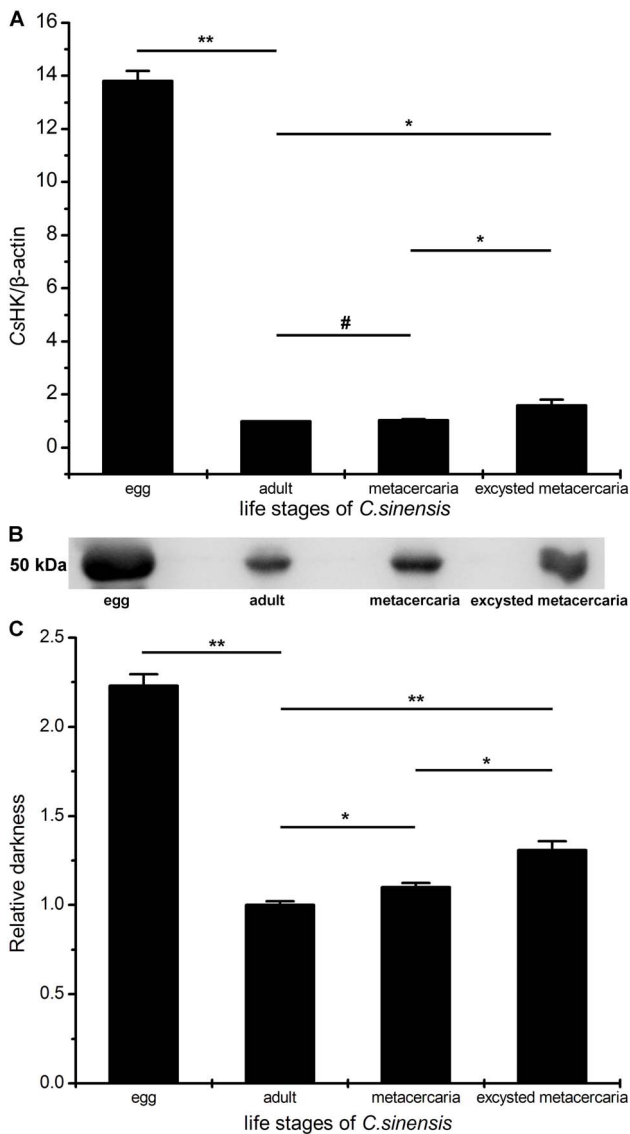 A
**
*
*
#
16
14
12
10
8
6
4
2
0
CsHK/β-actin
egg adult metacercaria excysted metacercaria
life stages of C.sinensis
B
50 kDa
egg adult metacercaria excysted metacercaria
C
**
**
*
*
2.5
2.0
1.5
1.0
0.5
0.0
Relative darkness
egg adult metacercaria excysted metacercaria
life stages of C.sinensis